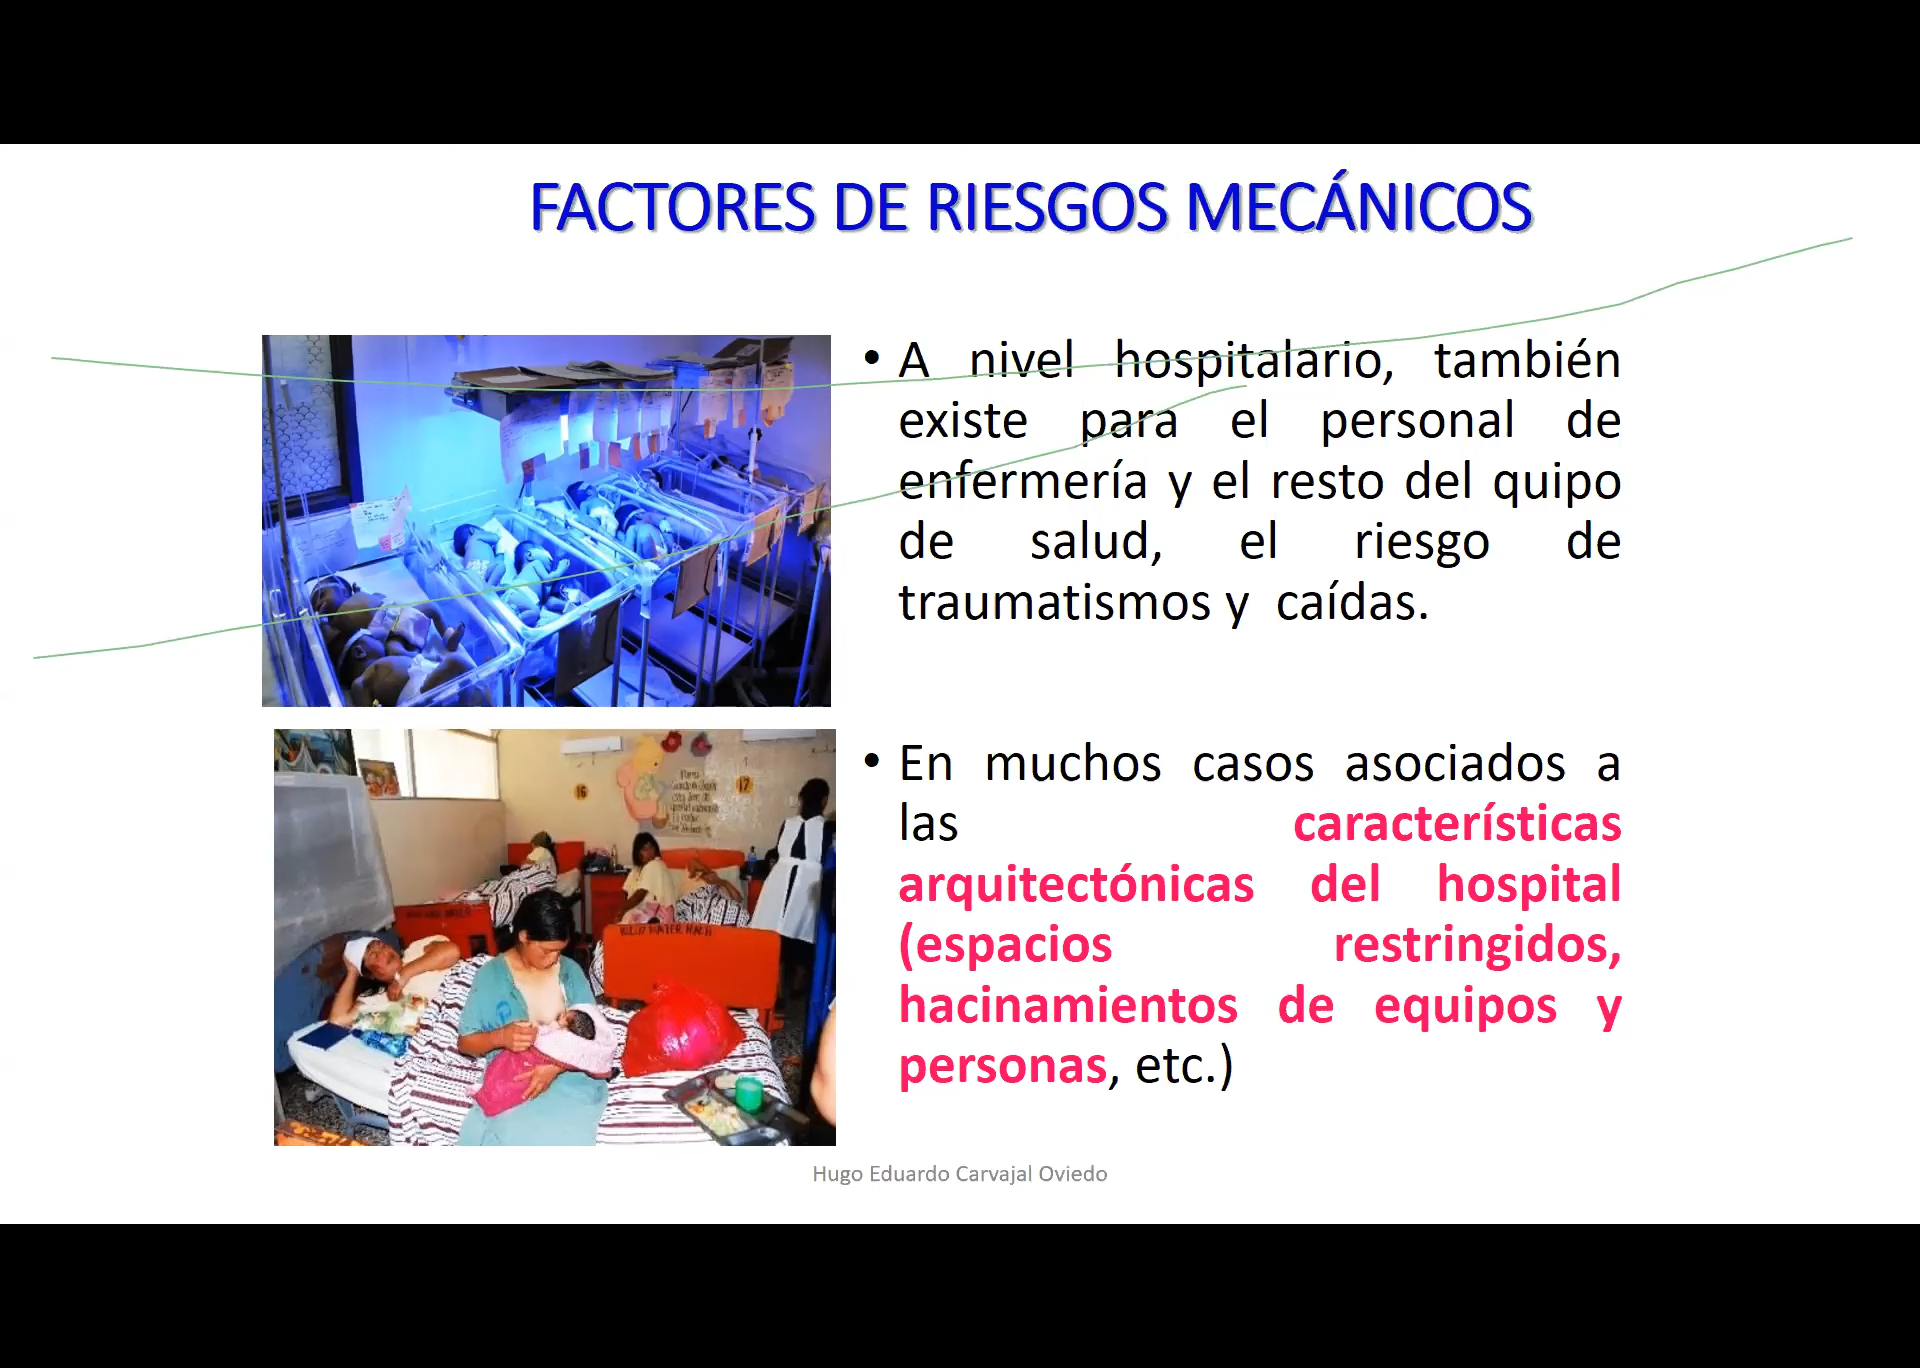 FACTORES DE RIESGOS MECÁNICOS
• A nivel hospitalario, también
existe para el personal de
enfermería y el resto del quipo
de salud, el riesgo de
traumatismos y caídas.
16
17
• En muchos casos asociados a
las características
arquitectónicas del hospital
(espacios restringidos,
hacinamientos de equipos y
personas, etc.)
Hugo Eduardo Carvajal Oviedo